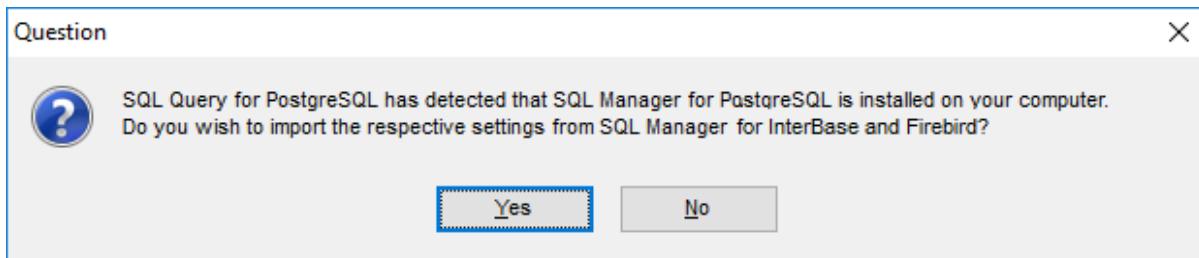 Question
SQL Query for PostgreSQL has detected that SQL Manager for PostgreSQL is installed on your computer.
Do you wish to import the respective settings from SQL Manager for InterBase and Firebird?
Yes No